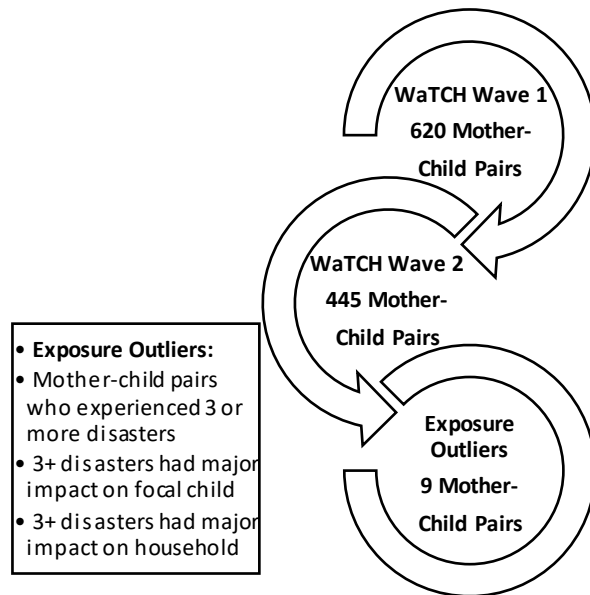 WaTCH Wave 1
620 Mother-
Child Pairs
WaTCH Wave 2
445 Mother-
Child Pairs
• Exposure Outliers:
• Mother-child pairs
who experienced 3 or
more disasters
• 3+ disasters had major
impact on focal child
• 3+ disasters had major
impact on household
Exposure
Outliers
9 Mother-
Child Pairs